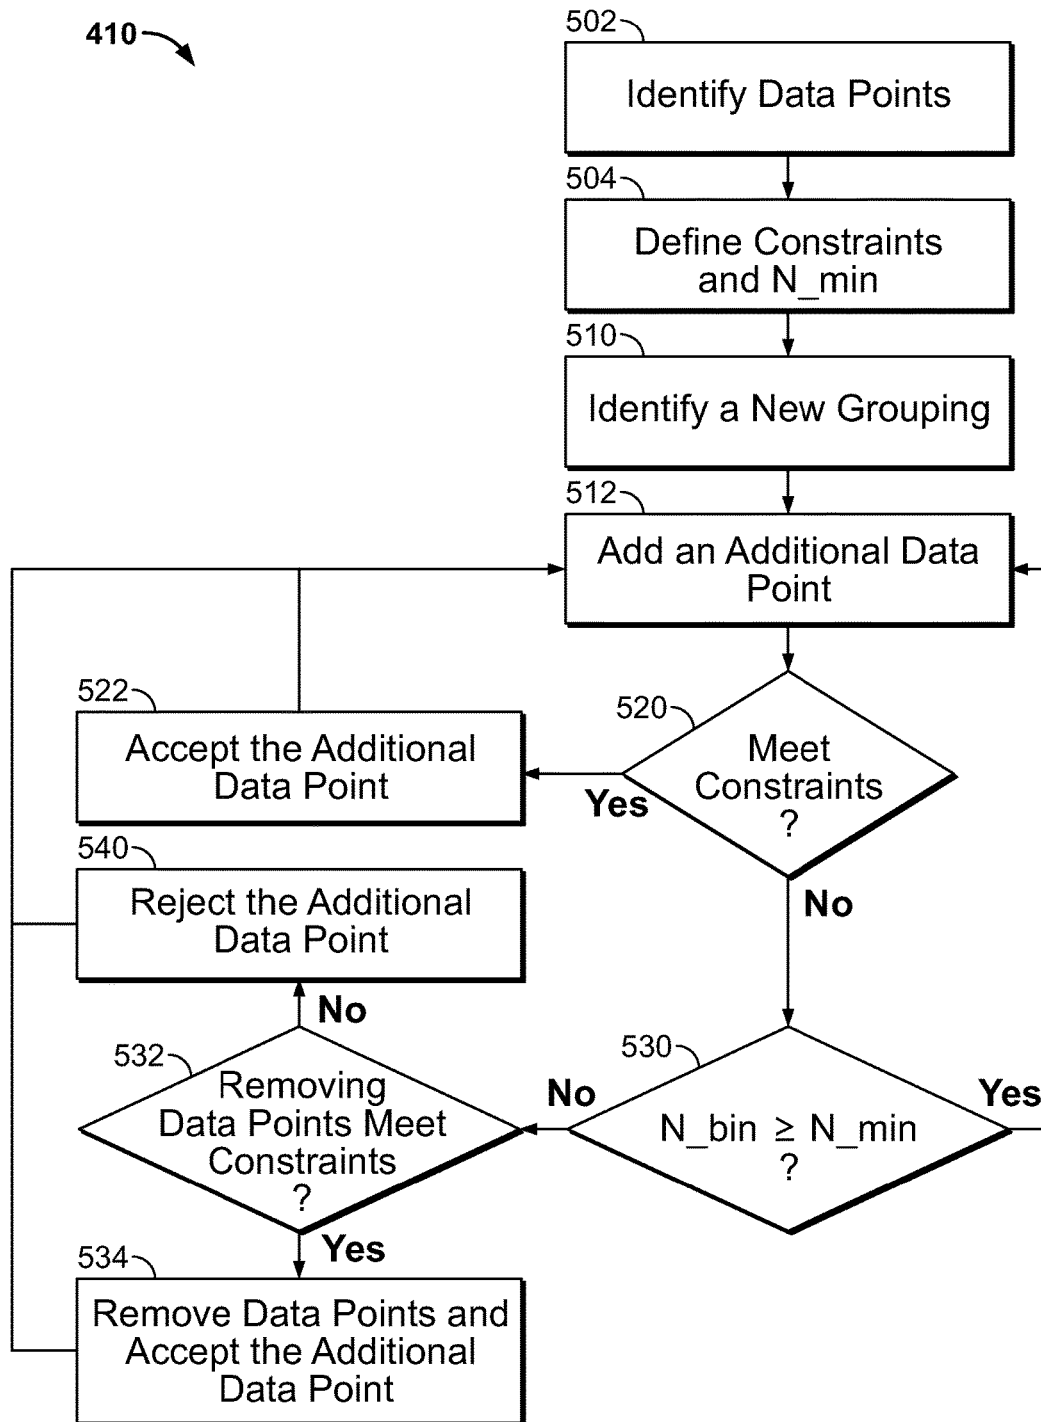 410
502
Identify Data Points
504
Define Constraints
and N_min
510
Identify a New Grouping
512
Add an Additional Data
Point
522
Accept the Additional
Data Point
520
Meet
Constraints
?
Yes
No
540
Reject the Additional
Data Point
No
532
Removing
Data Points Meet
Constraints
?
No
530
N_bin ≥ N_min
?
Yes
Yes
534
Remove Data Points and
Accept the Additional
Data Point